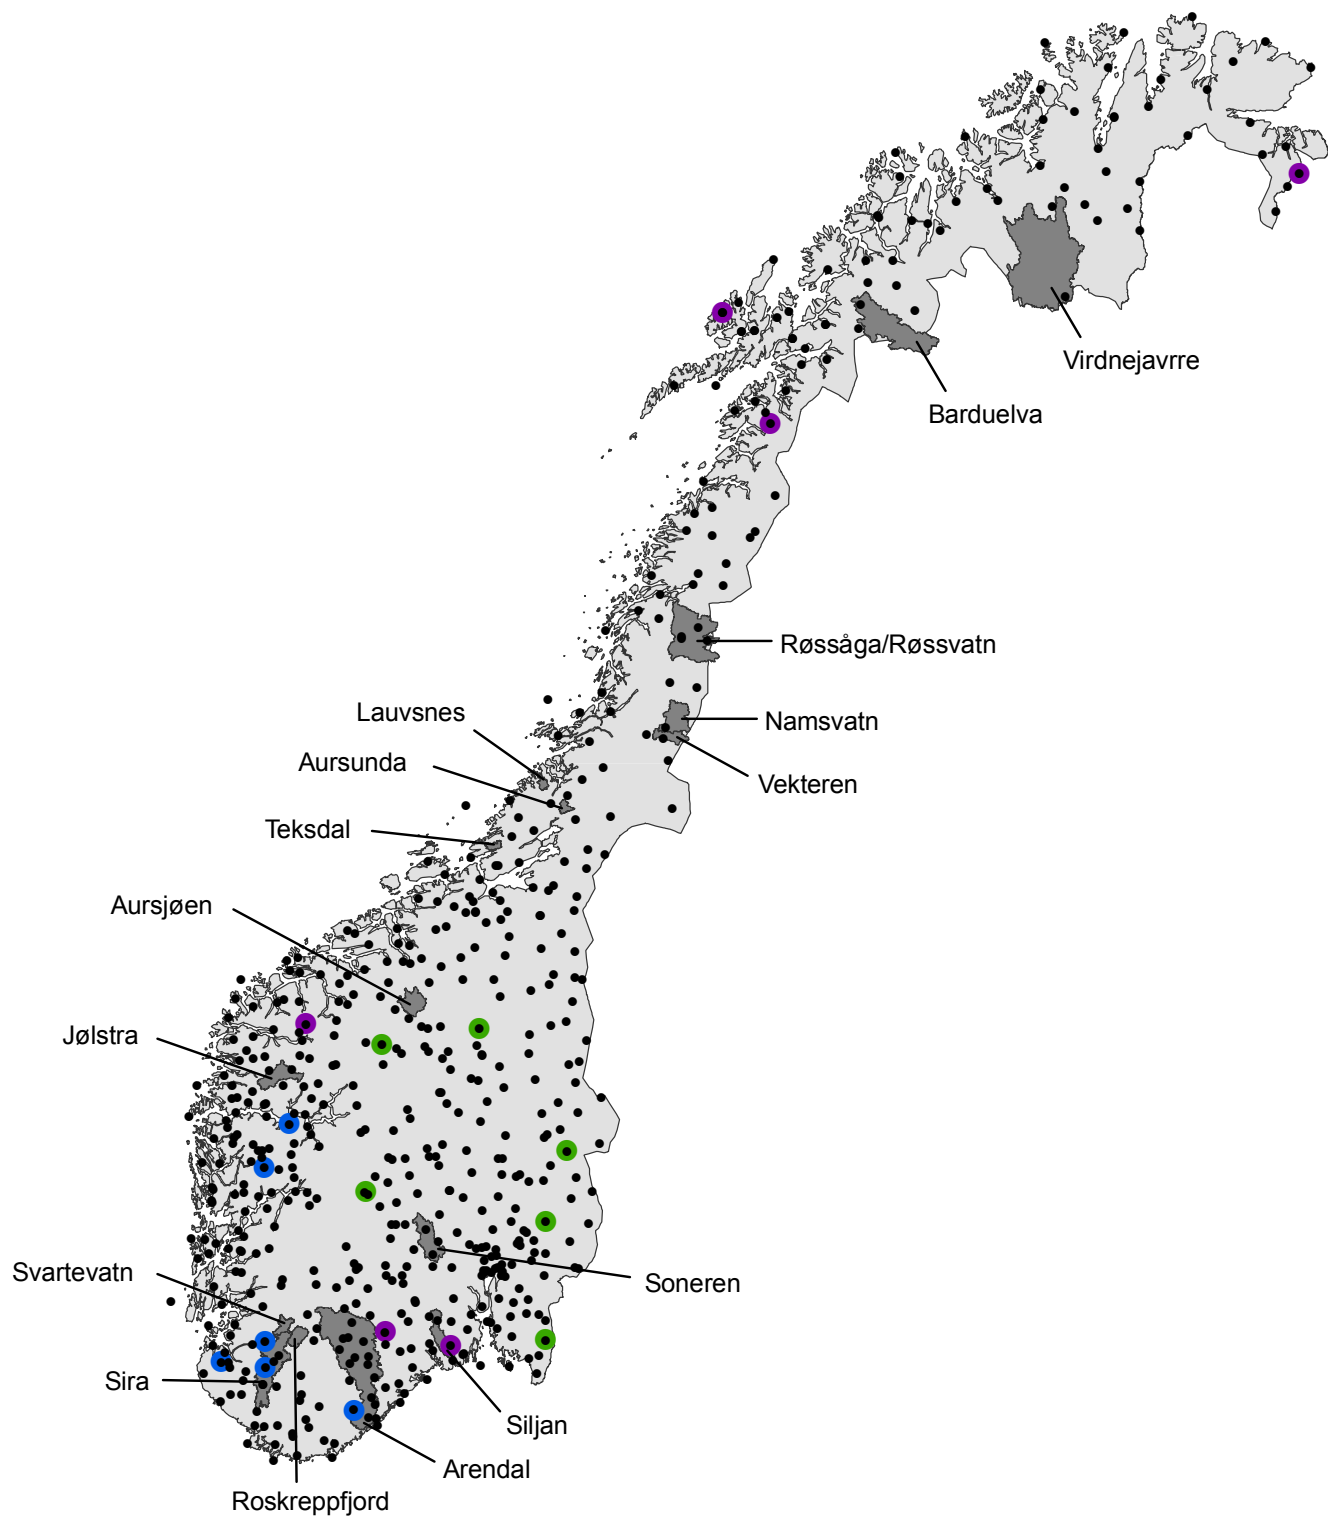 Virdnejavrre
Barduelva
Røssåga/Røssvatn
Lauvsnes
Namsvatn
Aursunda
Vekteren
Teksdal
Aursjøen
Jølstra
Svartevatn
Soneren
Sira
Siljan
Arendal
Roskreppfjord